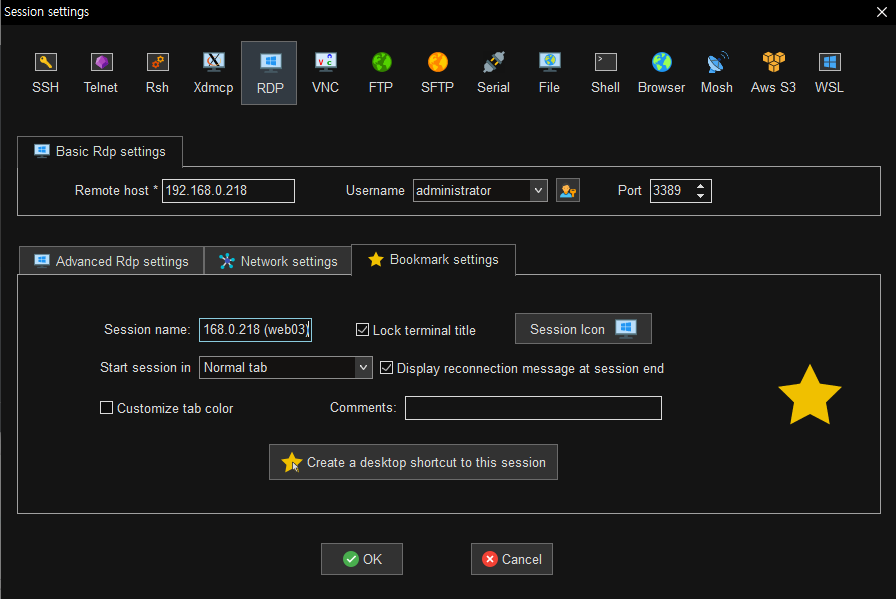 Session settings
SSH Telnet Rsh Xdmcp RDP VNC FTP SFTP Serial File Shell Browser Mosh Aws S3 WSL
Basic Rdp settings
Remote host * 192.168.0.218 Username administrator Port 3389
Advanced Rdp settings Network settings Bookmark settings
Session name: 168.0.218 (web03) Lock terminal title Session Icon
Start session in Normal tab Display reconnection message at session end
Customize tab color Comments:
Create a desktop shortcut to this session
OK Cancel